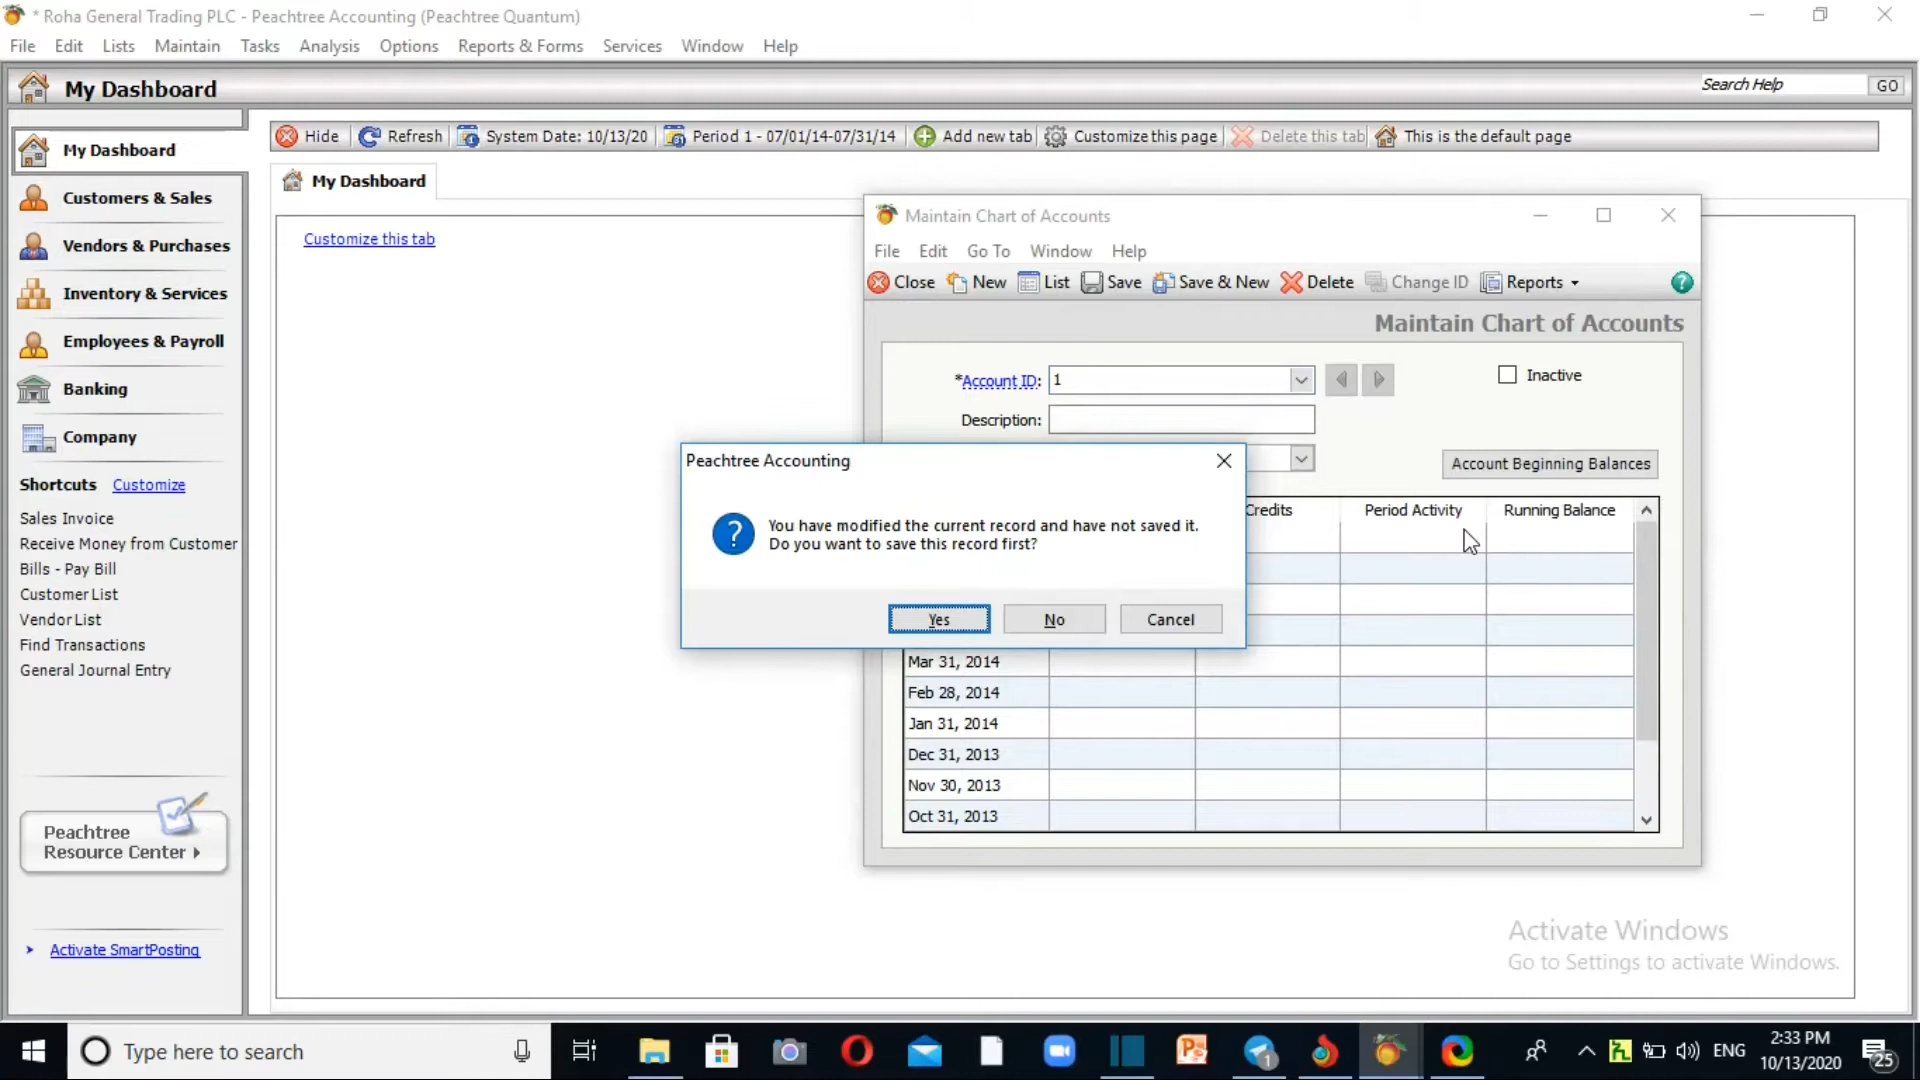 * Roha General Trading PLC - Peachtree Accounting (Peachtree Quantum)
File Edit Lists Maintain Tasks Analysis Options Reports & Forms Services Window Help
My Dashboard
Search Help GO
My Dashboard
Customers & Sales
Vendors & Purchases
Inventory & Services
Employees & Payroll
Banking
Company
Shortcuts Customize
Sales Invoice
Receive Money from Customer
Bills - Pay Bill
Customer List
Vendor List
Find Transactions
General Journal Entry
Peachtree
Resource Center
Activate SmartPosting
Hide Refresh System Date: 10/13/20 Period 1 - 07/01/14-07/31/14 Add new tab Customize this page Delete this tab This is the default page
My Dashboard
Customize this tab
Maintain Chart of Accounts
File Edit Go To Window Help
Close New List Save Save & New Delete Change ID Reports ?
Maintain Chart of Accounts
*Account ID: 1 Inactive
Description:
Account Beginning Balances
Credits Period Activity Running Balance
Mar 31, 2014
Feb 28, 2014
Jan 31, 2014
Dec 31, 2013
Nov 30, 2013
Oct 31, 2013
Peachtree Accounting
You have modified the current record and have not saved it.
Do you want to save this record first?
Yes No Cancel
Activate Windows
Go to Settings to activate Windows.
Type here to search
1
ENG
2:33 PM
10/13/2020
25